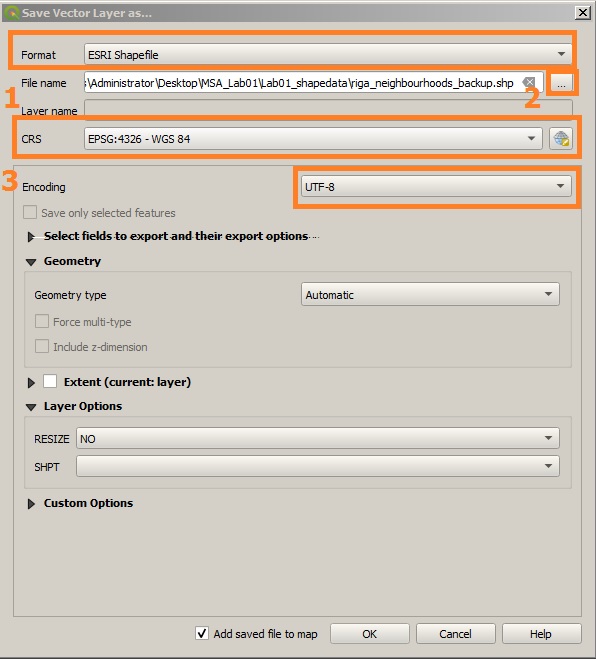 Save Vector Layer as...
Format ESRI Shapefile
File name s\Administrator\Desktop\MSA_Lab01\Lab01_shapedata\riga_neighbourhoods_backup.shp ...
1 2
Layer name
CRS EPSG:4326 - WGS 84
3
Encoding UTF-8
Save only selected features
Select fields to export and their export options
Geometry
Geometry type Automatic
Force multi-type
Include z-dimension
Extent (current: layer)
Layer Options
RESIZE NO
SHPT
Custom Options
Add saved file to map OK Cancel Help